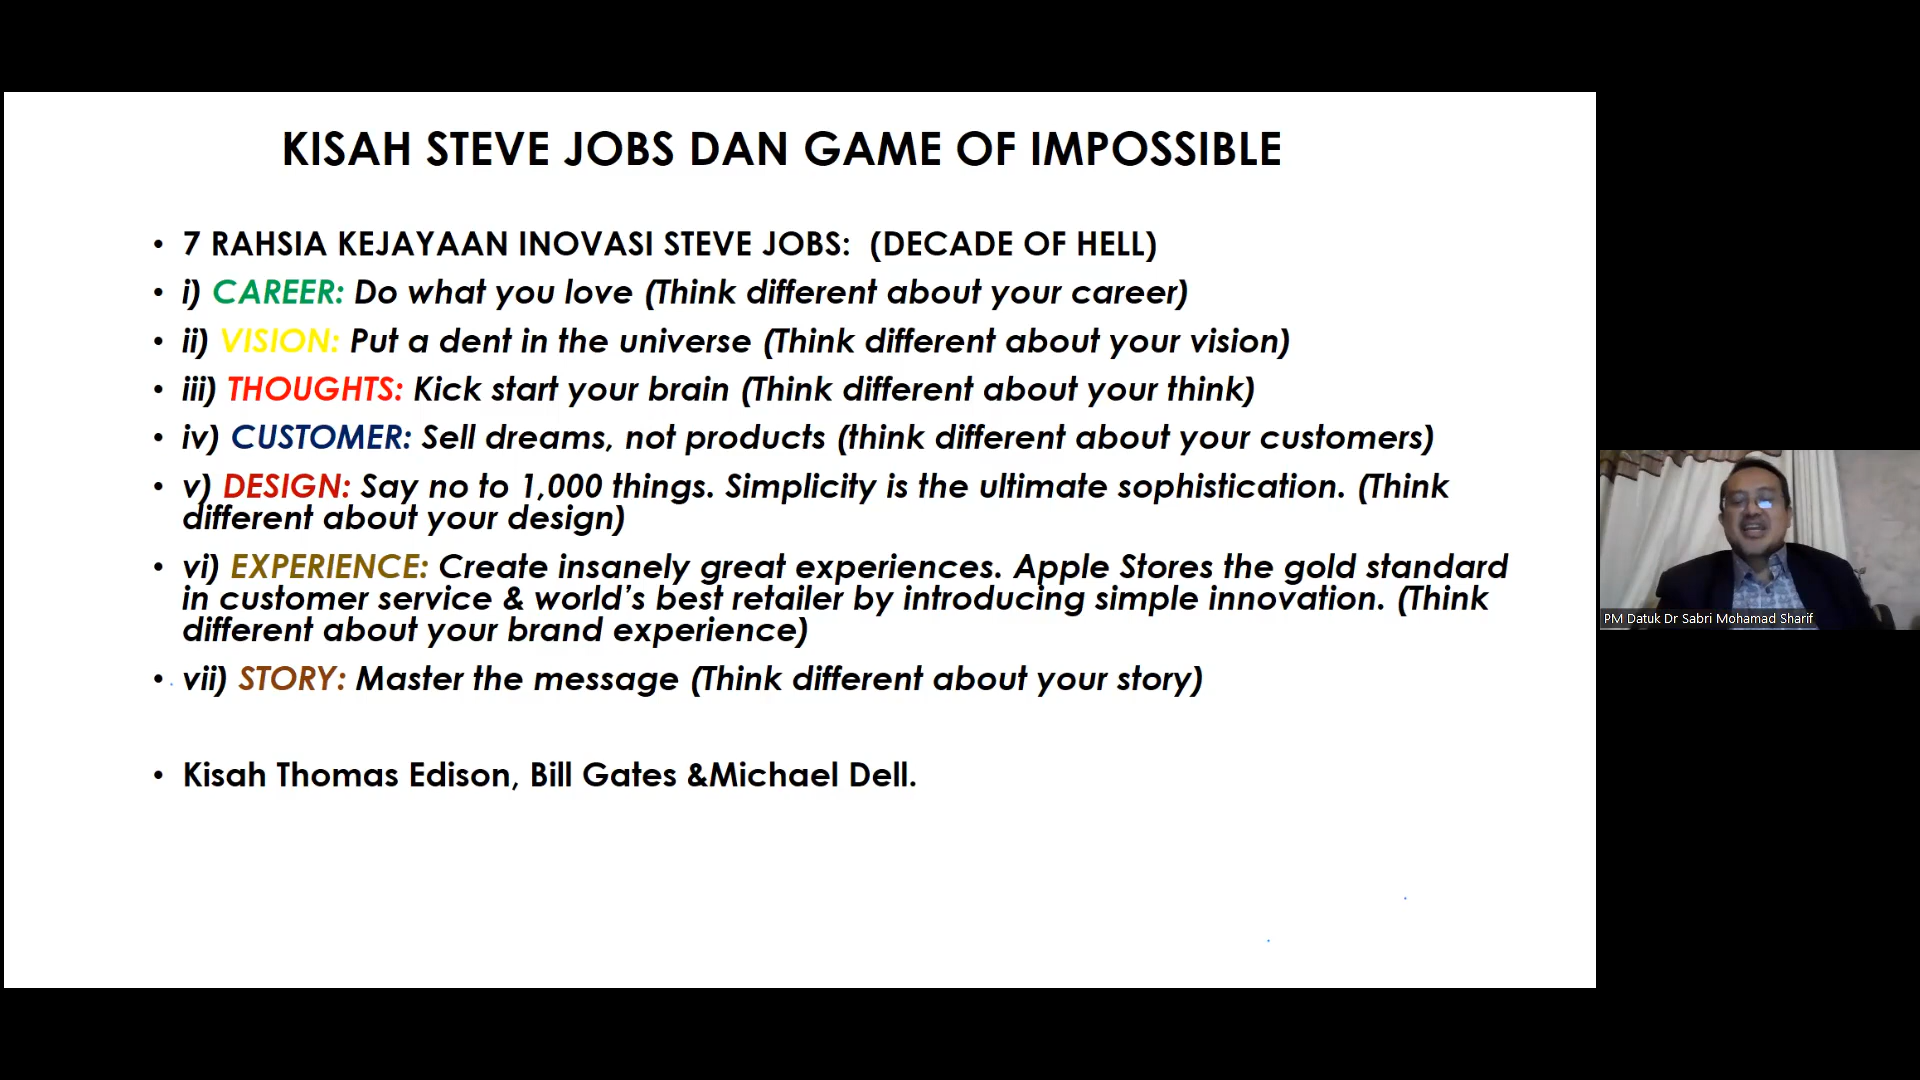 KISAH STEVE JOBS DAN GAME OF IMPOSSIBLE
• 7 RAHSIA KEJAYAAN INOVASI STEVE JOBS: (DECADE OF HELL)
• i) CAREER: Do what you love (Think different about your career)
• ii) VISION: Put a dent in the universe (Think different about your vision)
• iii) THOUGHTS: Kick start your brain (Think different about your think)
• iv) CUSTOMER: Sell dreams, not products (think different about your customers)
• v) DESIGN: Say no to 1,000 things. Simplicity is the ultimate sophistication. (Think
different about your design)
• vi) EXPERIENCE: Create insanely great experiences. Apple Stores the gold standard
in customer service & world’s best retailer by introducing simple innovation. (Think
different about your brand experience)
• vii) STORY: Master the message (Think different about your story)
• Kisah Thomas Edison, Bill Gates &Michael Dell.
PM Datuk Dr Sabri Mohamad Sharif